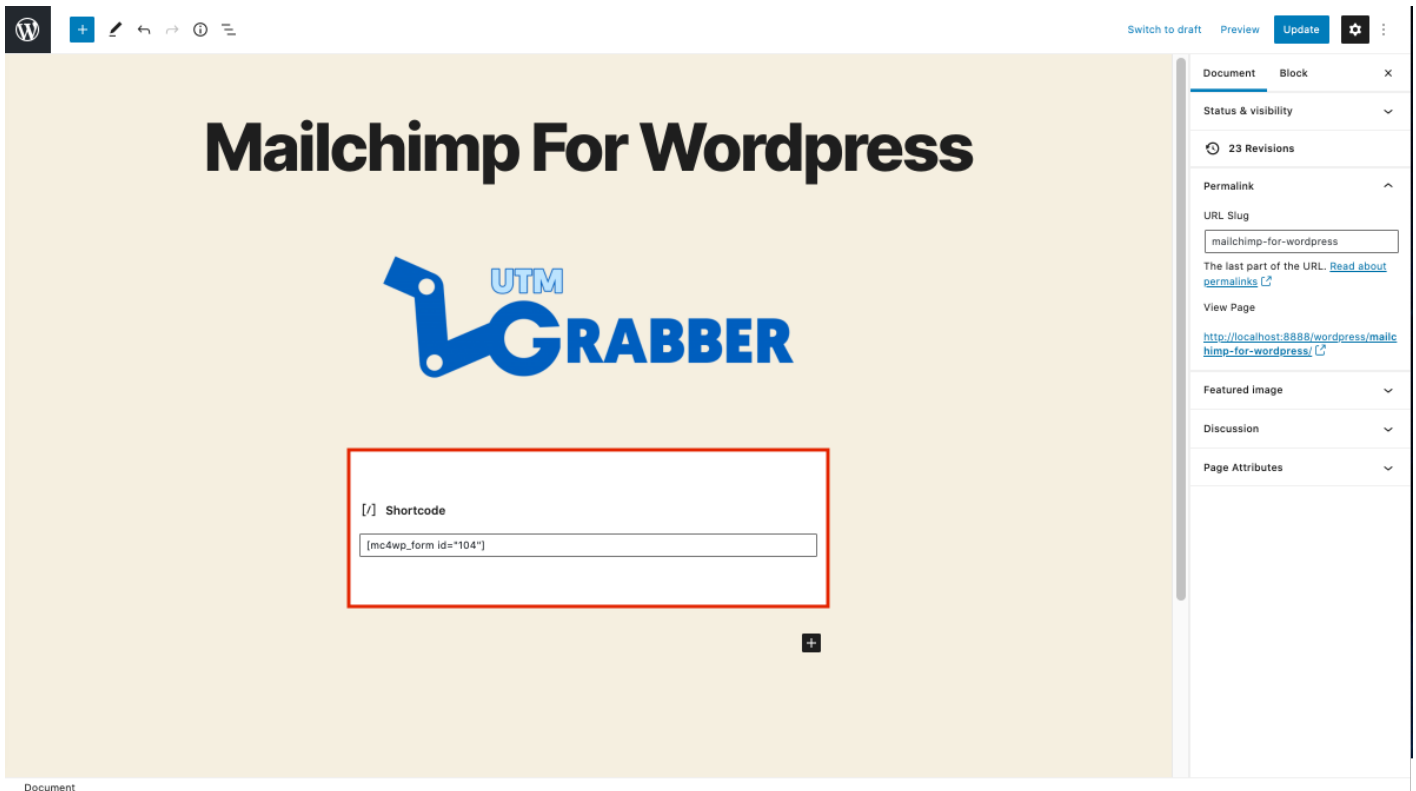 Switch to draft Preview Update
Document Block
Status & visibility
23 Revisions
Permalink
URL Slug
mailchimp-for-wordpress
The last part of the URL. Read about
permalinks
View Page
http://localhost:8888/wordpress/mailc
himp-for-wordpress/
Featured image
Discussion
Page Attributes
Mailchimp For Wordpress
UTM
GRABBER
[/] Shortcode
[mc4wp_form id="104"]
Document